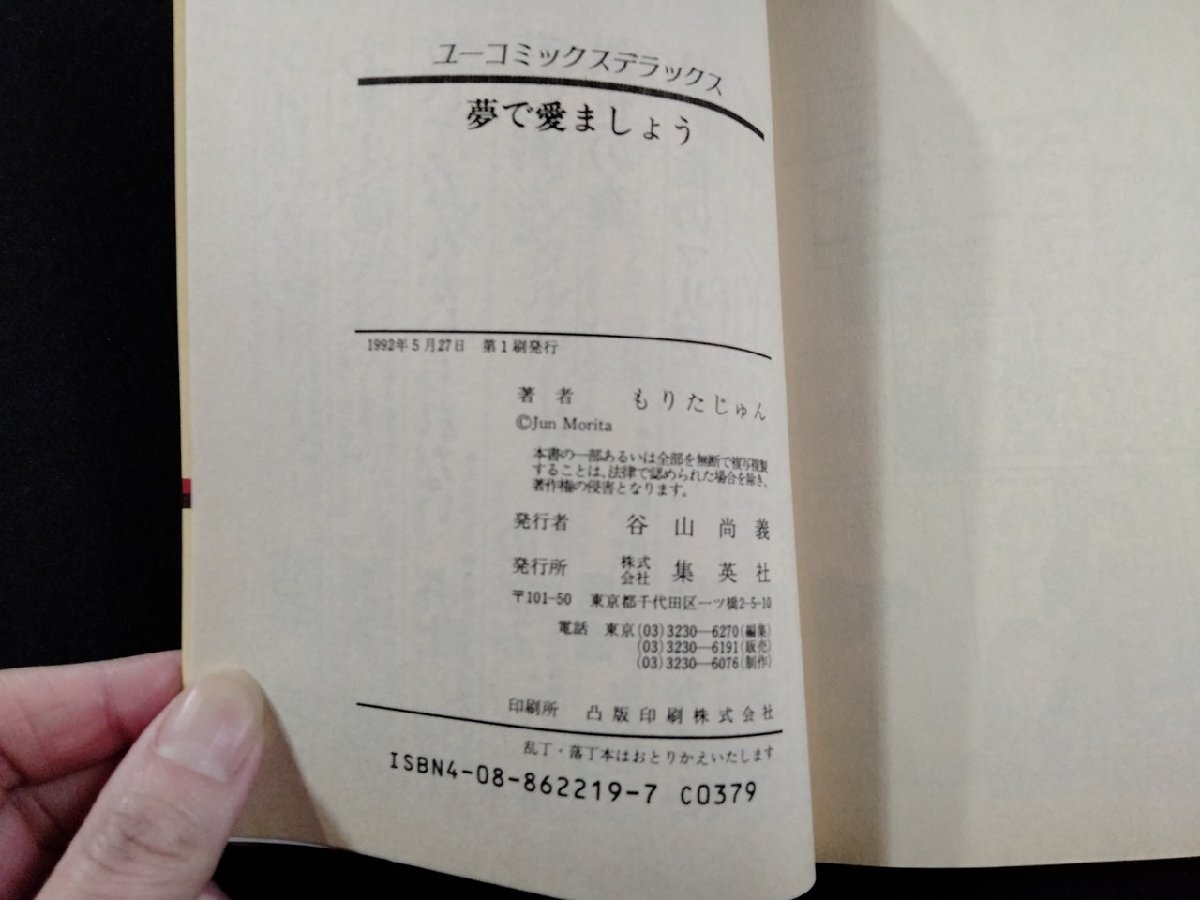 ユーコミックスデラックス
夢で愛ましょう
1992年5月27日 第1刷発行
著者 もりたじゅん
©Jun Morita
本書の一部あるいは全部を無断で複写複製
することは、法律で認められた場合を除き、
著作権の侵害となります。
発行者 谷山尚義
発行所 株式会社 集英社
〒101-50 東京都千代田区一ツ橋2-5-10
電話 東京(03)3230―6270(編集)
(03)3230―6191(販売)
(03)3230―6076(制作)
印刷所 凸版印刷株式会社
乱丁・落丁本はおとりかえいたします
ISBN4-08-862219-7 C0379